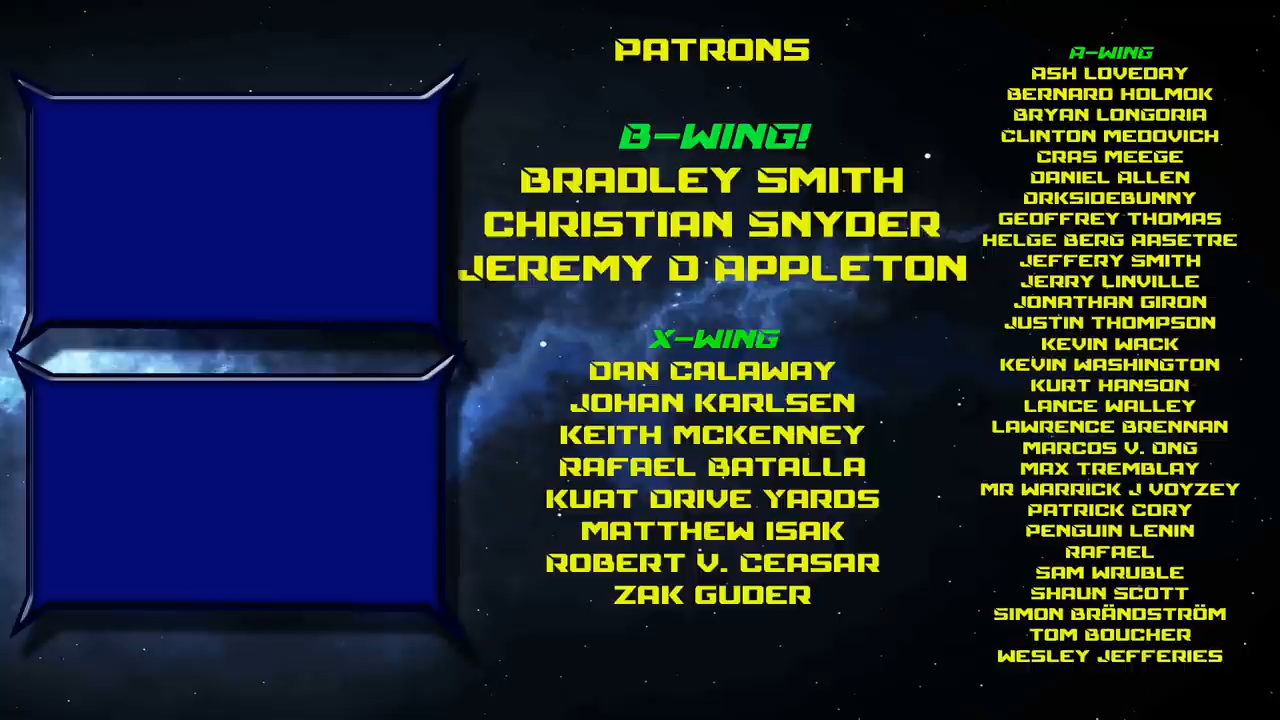 PATRONS
B-WING!
BRADLEY SMITH
CHRISTIAN SNYDER
JEREMY D APPLETON
X-WING
DAN CALAWAY
JOHAN KARLSEN
KEITH MCKENNEY
RAFAEL BATALLA
KUAT DRIVE YARDS
MATTHEW ISAK
ROBERT V. CEASAR
ZAK GUDER
A-WING
ASH LOVEDAY
BERNARD HOLMOK
BRYAN LONGORIA
CLINTON MEDOVICH
CRAS MEEGE
DANIEL ALLEN
DRKSIDEBUNNY
GEOFFREY THOMAS
HELGE BERG AASETRE
JEFFERY SMITH
JERRY LINVILLE
JONATHAN GIRON
JUSTIN THOMPSON
KEVIN WACK
KEVIN WASHINGTON
KURT HANSON
LANCE WALLEY
LAWRENCE BRENNAN
MARCOS V. ONG
MAX TREMBLAY
MR WARRICK J VOYZEY
PATRICK CORY
PENGUIN LENIN
RAFAEL
SAM WRUBLE
SHAUN SCOTT
SIMON BRÄNDSTRÖM
TOM BOUCHER
WESLEY JEFFERIES